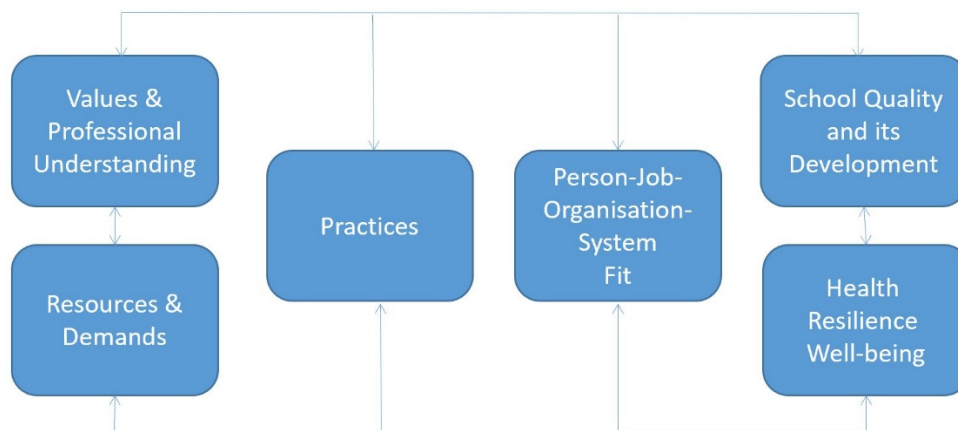 Values &
Professional
Understanding
Resources &
Demands
Practices
Person-Job-
Organisation-
System
Fit
School Quality
and its
Development
Health
Resilience
Well-being